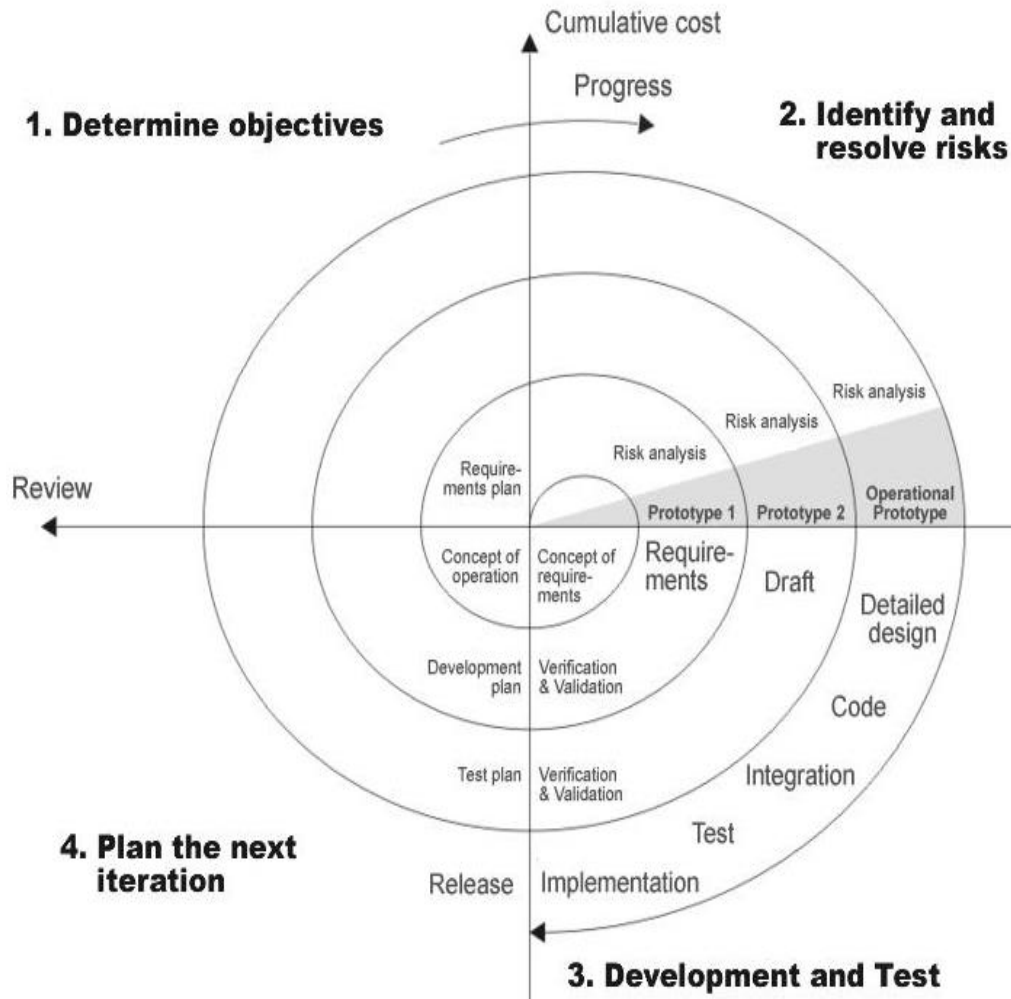 Cumulative cost
Progress
1. Determine objectives
2. Identify and
resolve risks
Risk analysis
Risk analysis
Risk analysis
Require-
ments plan
Review
Prototype 1
Prototype 2
Operational
Prototype
Concept of
operation
Concept of
require-
ments
Require-
ments
Draft
Detailed
design
Development
plan
Verification
& Validation
Code
Test plan
Verification
& Validation
Integration
Test
4. Plan the next
iteration
Release
Implementation
3. Development and Test